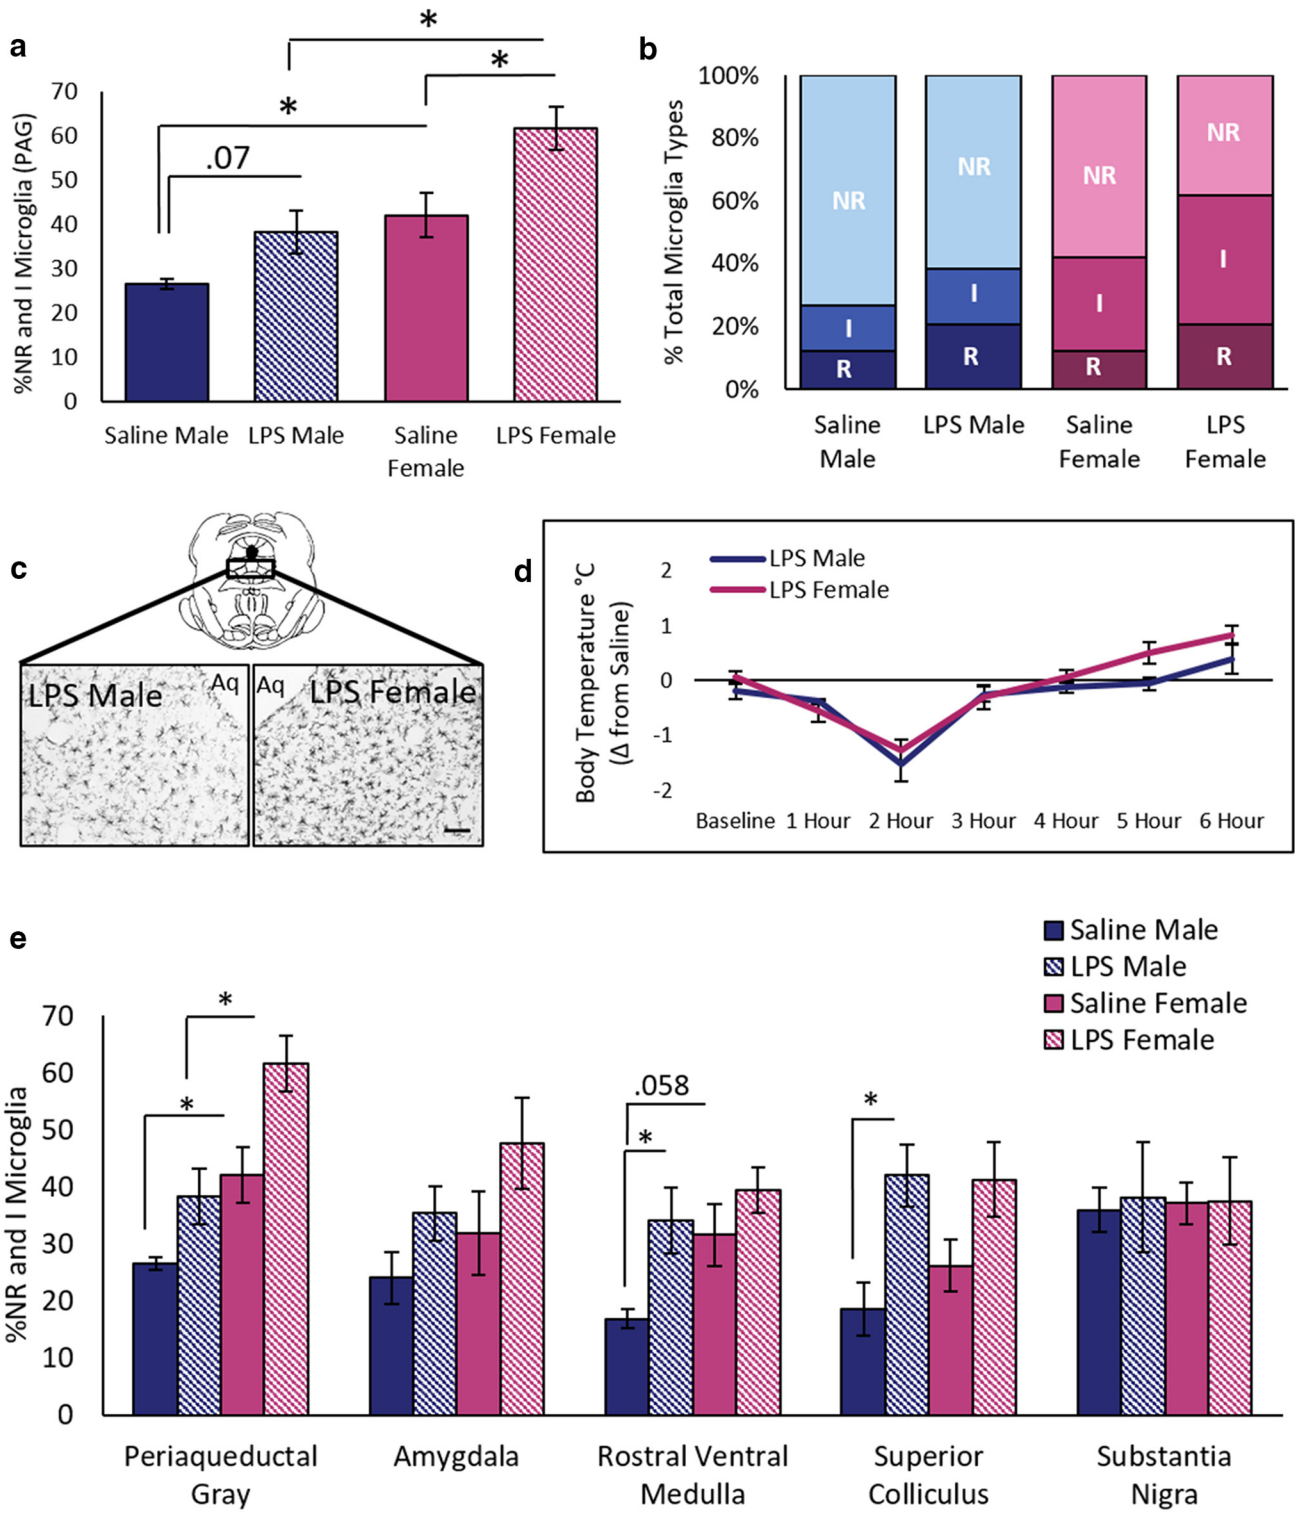 a
*
*
*
.07
%NR and I Microglia (PAG)
70
60
50
40
30
20
10
0
Saline Male
LPS Male
Saline
Female
LPS Female
b
% Total Microglia Types
100%
80%
60%
40%
20%
0%
NR
I
R
NR
I
R
NR
I
R
NR
I
R
Saline
Male
LPS Male
Saline
Female
LPS
Female
c
LPS Male
Aq
Aq
LPS Female
d
Body Temperature °C
(Δ from Saline)
LPS Male
LPS Female
2
1
0
-1
-2
Baseline
1 Hour
2 Hour
3 Hour
4 Hour
5 Hour
6 Hour
e
Saline Male
LPS Male
Saline Female
LPS Female
%NR and I Microglia
70
60
50
40
30
20
10
0
*
*
.058
*
*
Periaqueductal
Gray
Amygdala
Rostral Ventral
Medulla
Superior
Colliculus
Substantia
Nigra